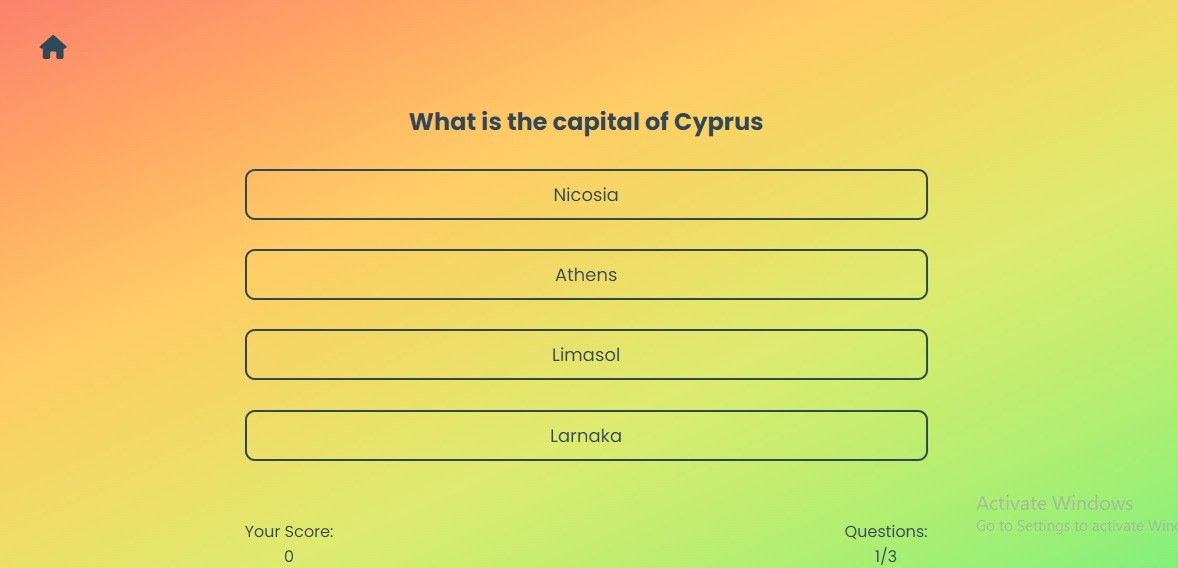 What is the capital of Cyprus
Nicosia
Athens
Limasol
Larnaka
Your Score:
0
Questions:
1/3
Activate Windows
Go to Settings to activate